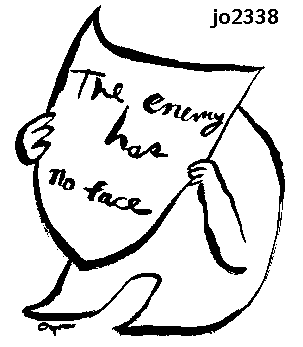 jo2338
The enemy
has
no face